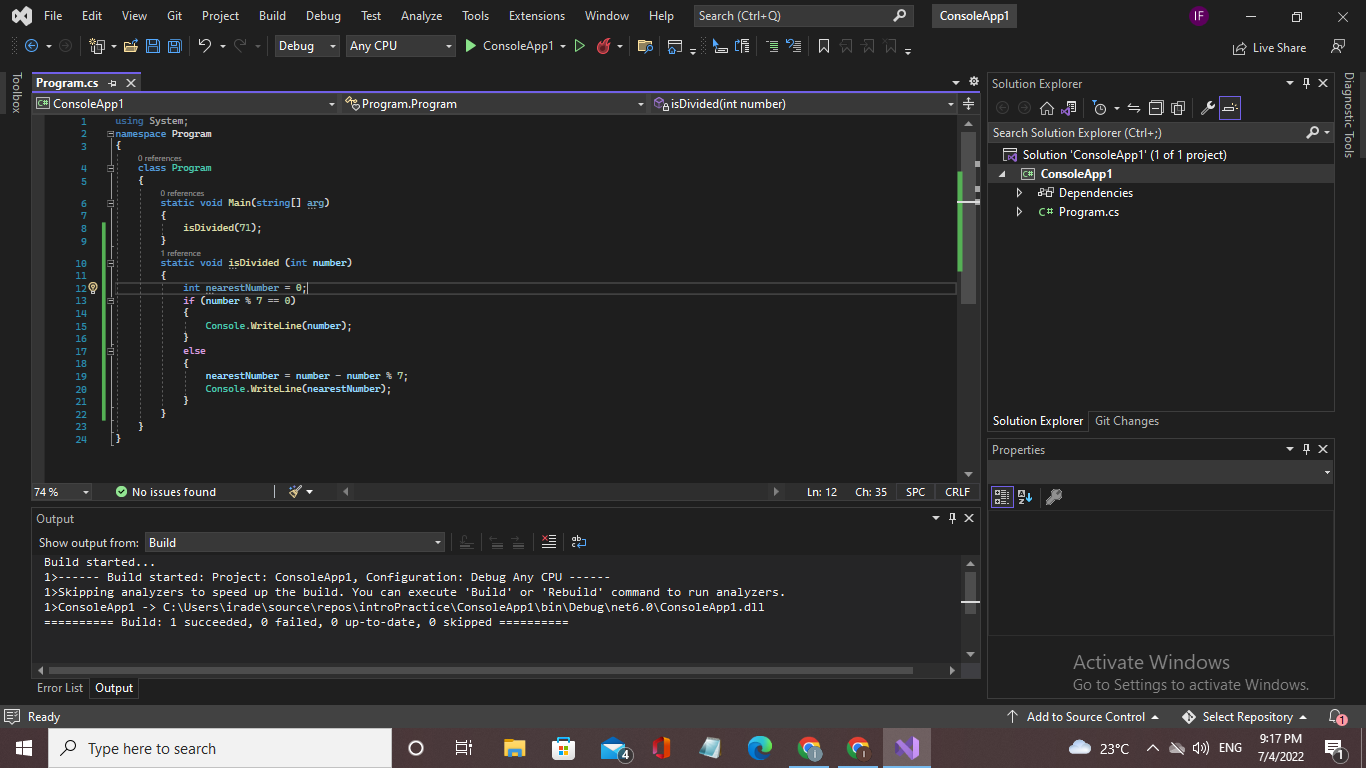 File Edit View Git Project Build Debug Test Analyze Tools Extensions Window Help Search (Ctrl+Q) ConsoleApp1 IF
Debug Any CPU ConsoleApp1 Live Share
Toolbox
Program.cs
ConsoleApp1 Program.Program isDivided(int number)
1 using System;
2 namespace Program
3 {
0 references
4 class Program
5 {
0 references
6 static void Main(string[] arg)
7 {
8 isDivided(71);
9 }
1 reference
10 static void isDivided (int number)
11 {
12 int nearestNumber = 0;
13 if (number % 7 == 0)
14 {
15 Console.WriteLine(number);
16 }
17 else
18 {
19 nearestNumber = number - number % 7;
20 Console.WriteLine(nearestNumber);
21 }
22 }
23 }
24 }
74 % No issues found Ln: 12 Ch: 35 SPC CRLF
Output
Show output from: Build
Build started...
1>------ Build started: Project: ConsoleApp1, Configuration: Debug Any CPU ------
1>Skipping analyzers to speed up the build. You can execute 'Build' or 'Rebuild' command to run analyzers.
1>ConsoleApp1 -> C:\Users\irade\source\repos\introPractice\ConsoleApp1\bin\Debug\net6.0\ConsoleApp1.dll
========== Build: 1 succeeded, 0 failed, 0 up-to-date, 0 skipped ==========
Error List Output
Solution Explorer
Search Solution Explorer (Ctrl+;)
Solution 'ConsoleApp1' (1 of 1 project)
C# ConsoleApp1
Dependencies
C# Program.cs
Solution Explorer Git Changes
Properties
Diagnostic Tools
Activate Windows
Go to Settings to activate Windows.
Ready Add to Source Control Select Repository 1
Type here to search 4 23°C ENG 9:17 PM
7/4/2022 1